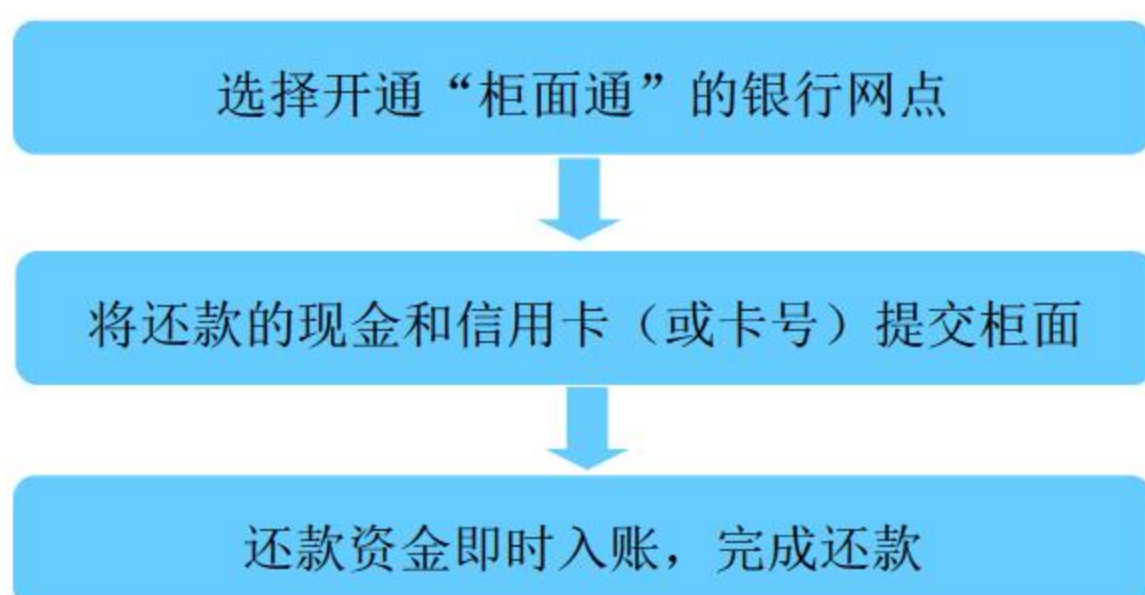 选择开通“柜面通”的银行网点
将还款的现金和信用卡（或卡号）提交柜面
还款资金即时入账，完成还款